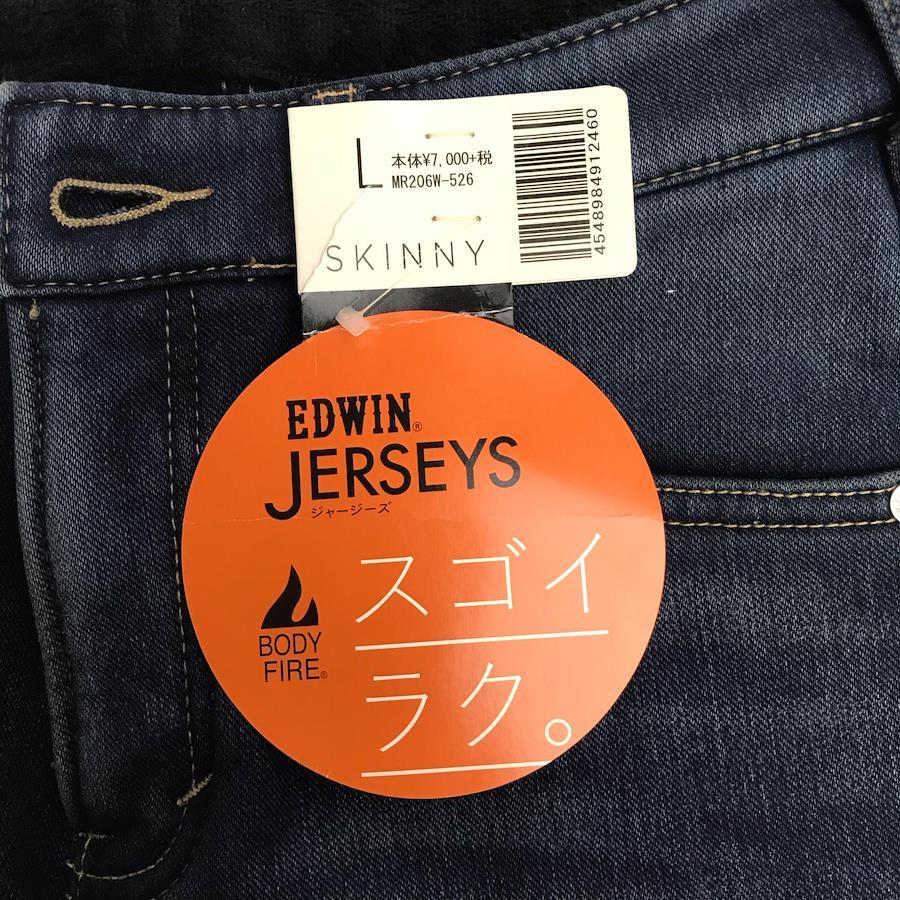 L
本体¥7,000+税
MR206W-526
SKINNY
4548984912460
EDWIN®
JERSEYS
ジャージーズ
BODY
FIRE®
スゴイ
ラク。